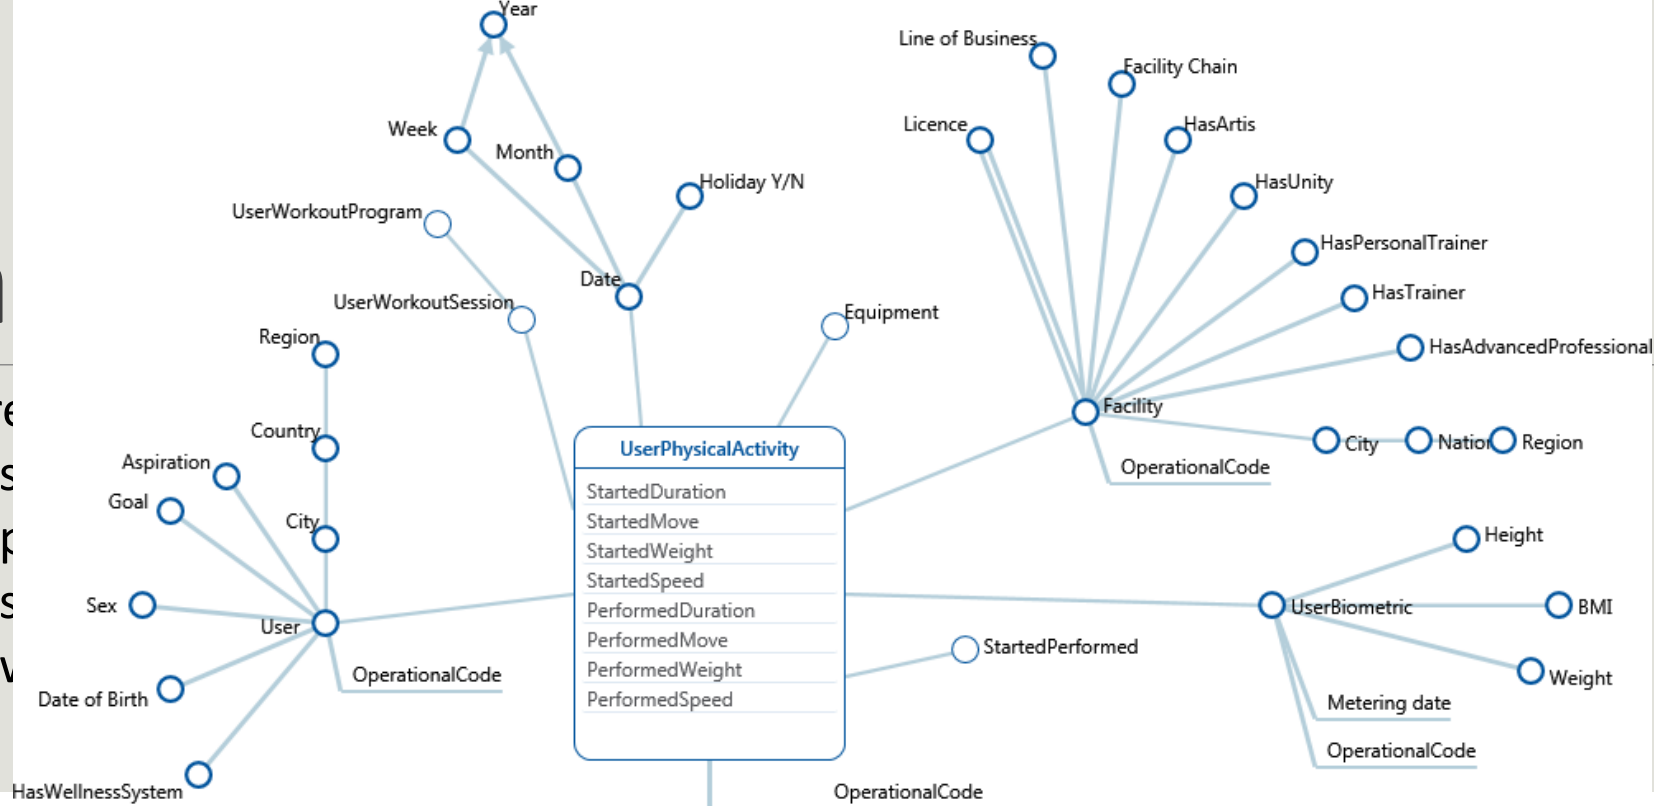 Year
Line of Business
Facility Chain
Week
Month
Licence
HasArtis
Holiday Y/N
HasUnity
UserWorkoutProgram
HasPersonalTrainer
Date
HasTrainer
UserWorkoutSession
Equipment
Region
HasAdvancedProfessional
Facility
Country
City
Nation
Region
UserPhysicalActivity
Aspiration
OperationalCode
Goal
StartedDuration
City
StartedMove
Height
StartedWeight
StartedSpeed
Sex
PerformedDuration
UserBiometric
BMI
User
PerformedMove
StartedPerformed
OperationalCode
PerformedWeight
Weight
Date of Birth
PerformedSpeed
Metering date
OperationalCode
HasWellnessSystem
OperationalCode